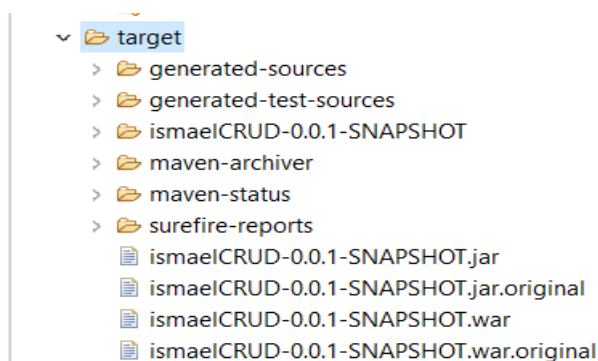 target
generated-sources
generated-test-sources
ismaelCRUD-0.0.1-SNAPSHOT
maven-archiver
maven-status
surefire-reports
ismaelCRUD-0.0.1-SNAPSHOT.jar
ismaelCRUD-0.0.1-SNAPSHOT.jar.original
ismaelCRUD-0.0.1-SNAPSHOT.war
ismaelCRUD-0.0.1-SNAPSHOT.war.original